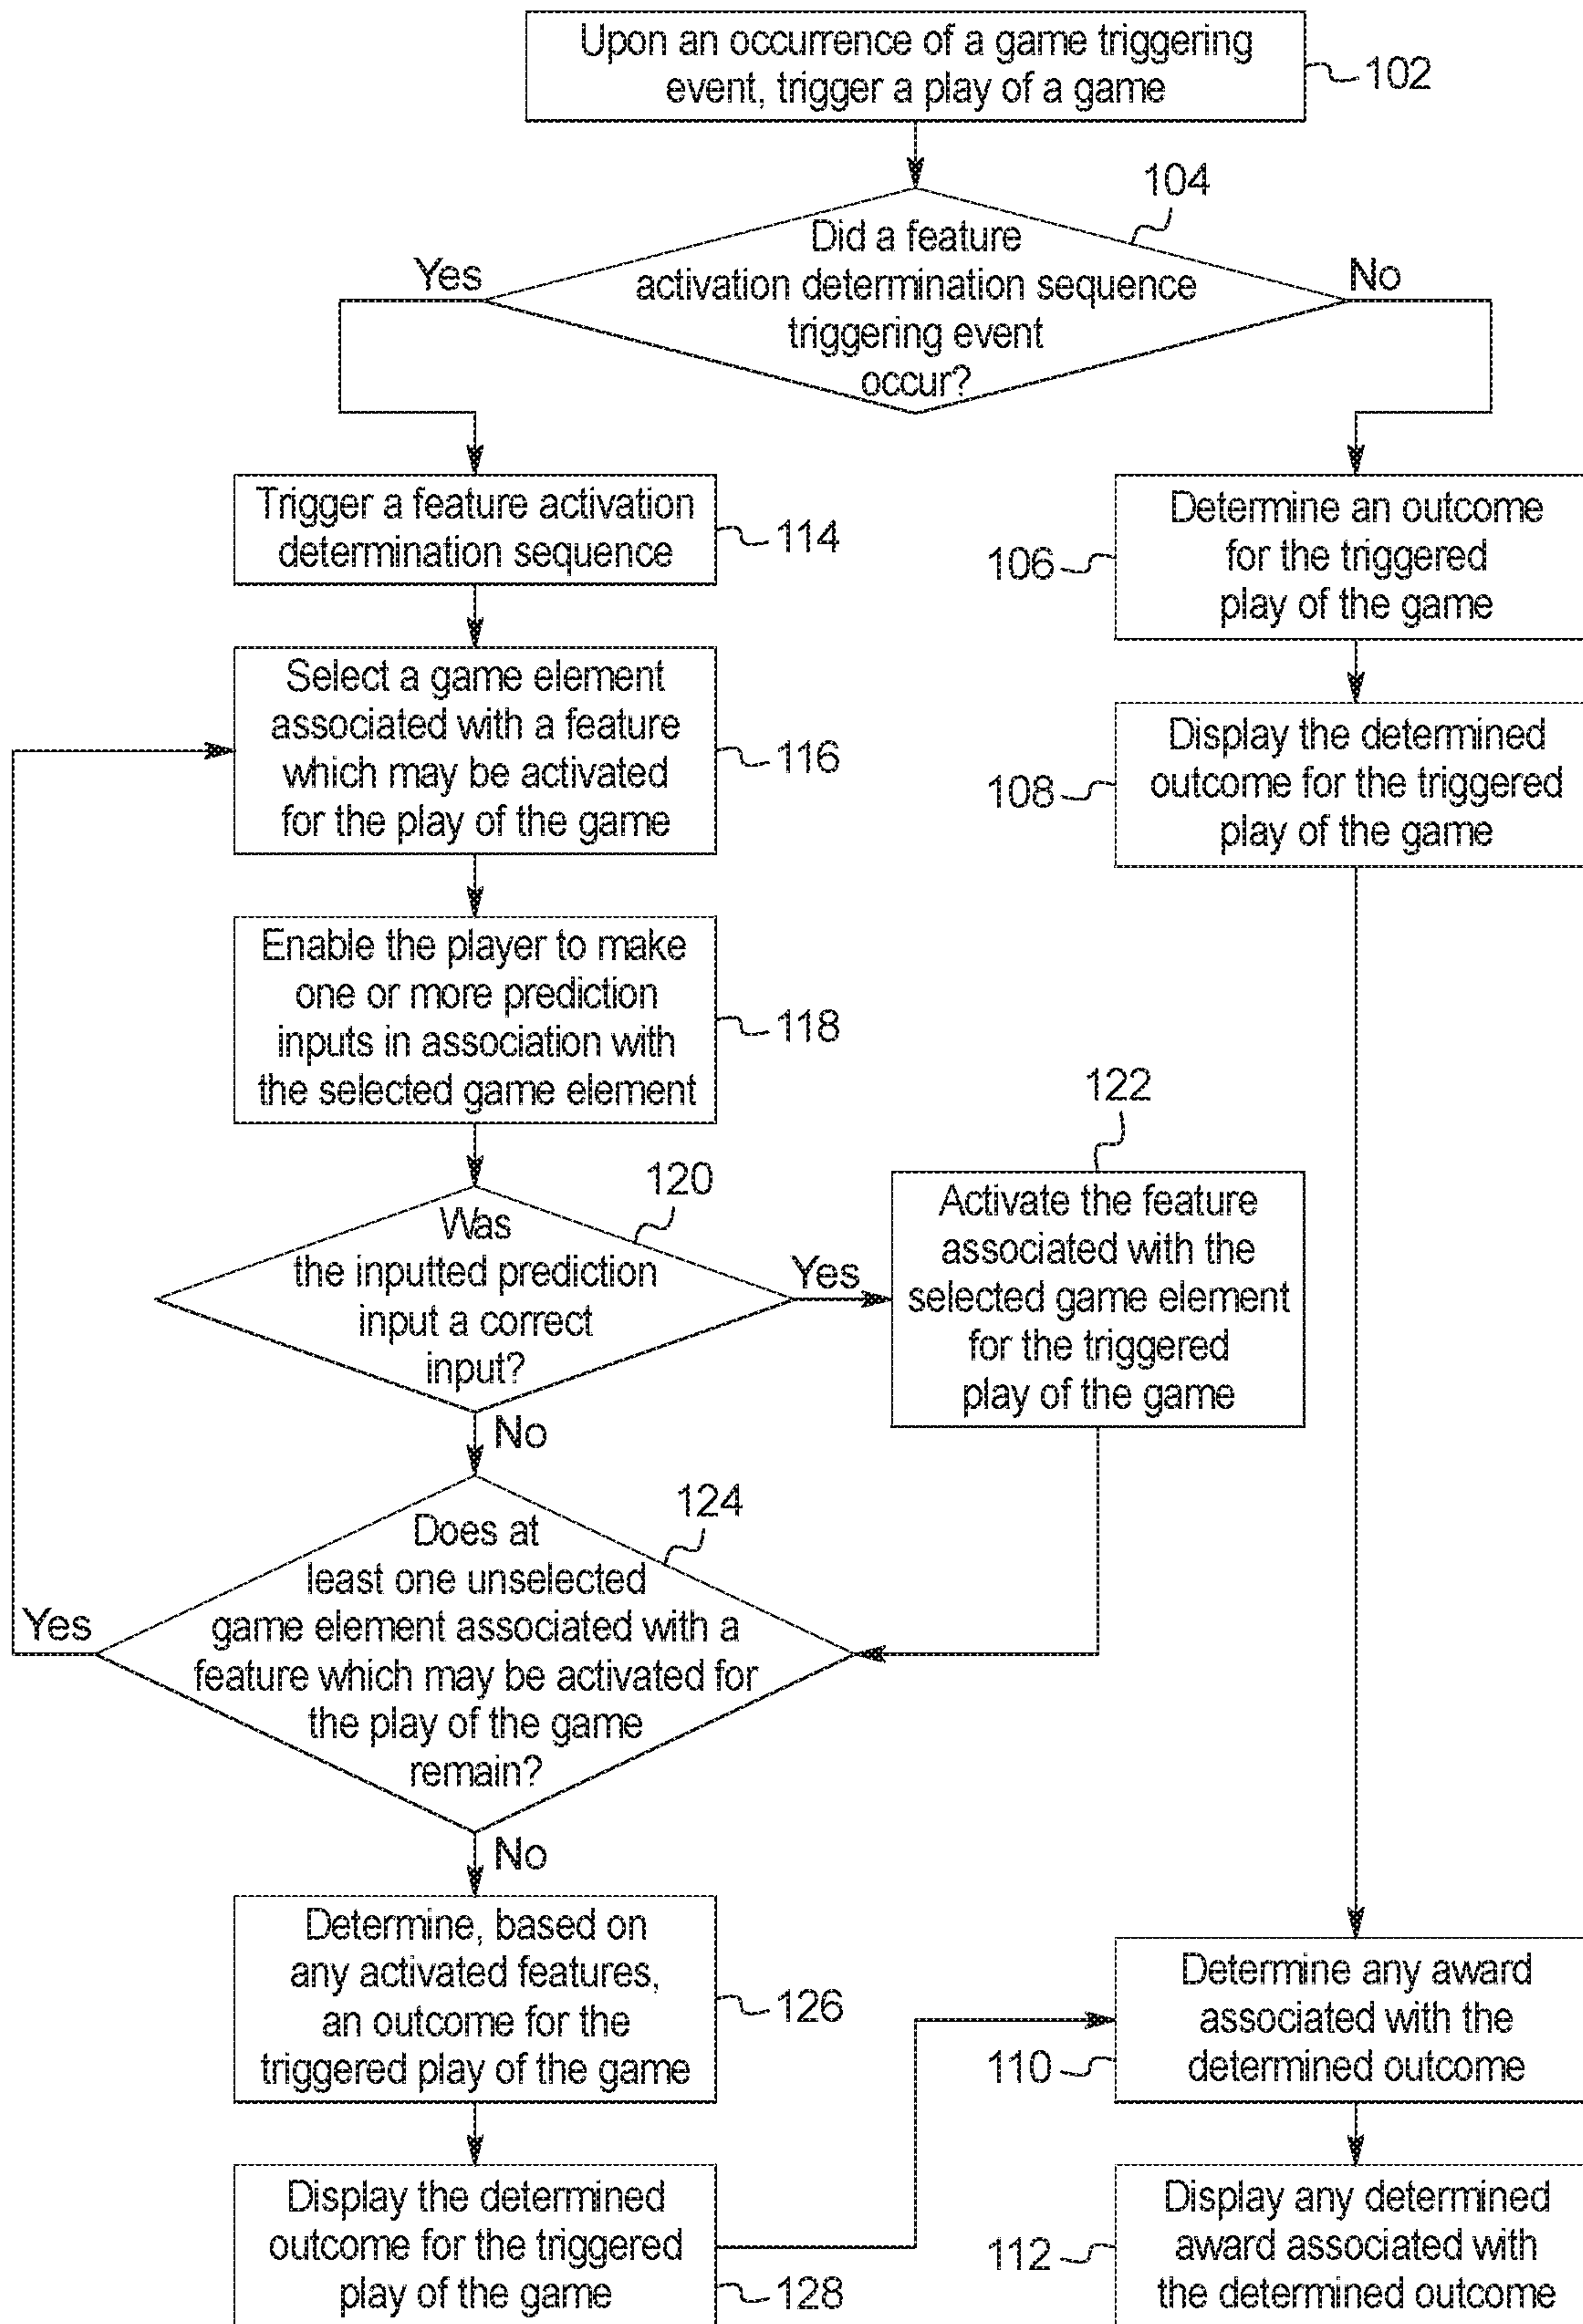 Upon an occurrence of a game triggering
event, trigger a play of a game
102
104
Did a feature
activation determination sequence
triggering event
occur?
Yes
No
Trigger a feature activation
determination sequence
114
Determine an outcome
for the triggered
play of the game
106
Select a game element
associated with a feature
which may be activated
for the play of the game
116
Display the determined
outcome for the triggered
play of the game
108
Enable the player to make
one or more prediction
inputs in association with
the selected game element
118
120
Was
the inputted prediction
input a correct
input?
Yes
No
122
Activate the feature
associated with the
selected game element
for the triggered
play of the game
124
Does at
least one unselected
game element associated with a
feature which may be activated for
the play of the game
remain?
Yes
No
Determine, based on
any activated features,
an outcome for the
triggered play of the game
126
Determine any award
associated with the
determined outcome
110
Display the determined
outcome for the triggered
play of the game
128
Display any determined
award associated with
the determined outcome
112